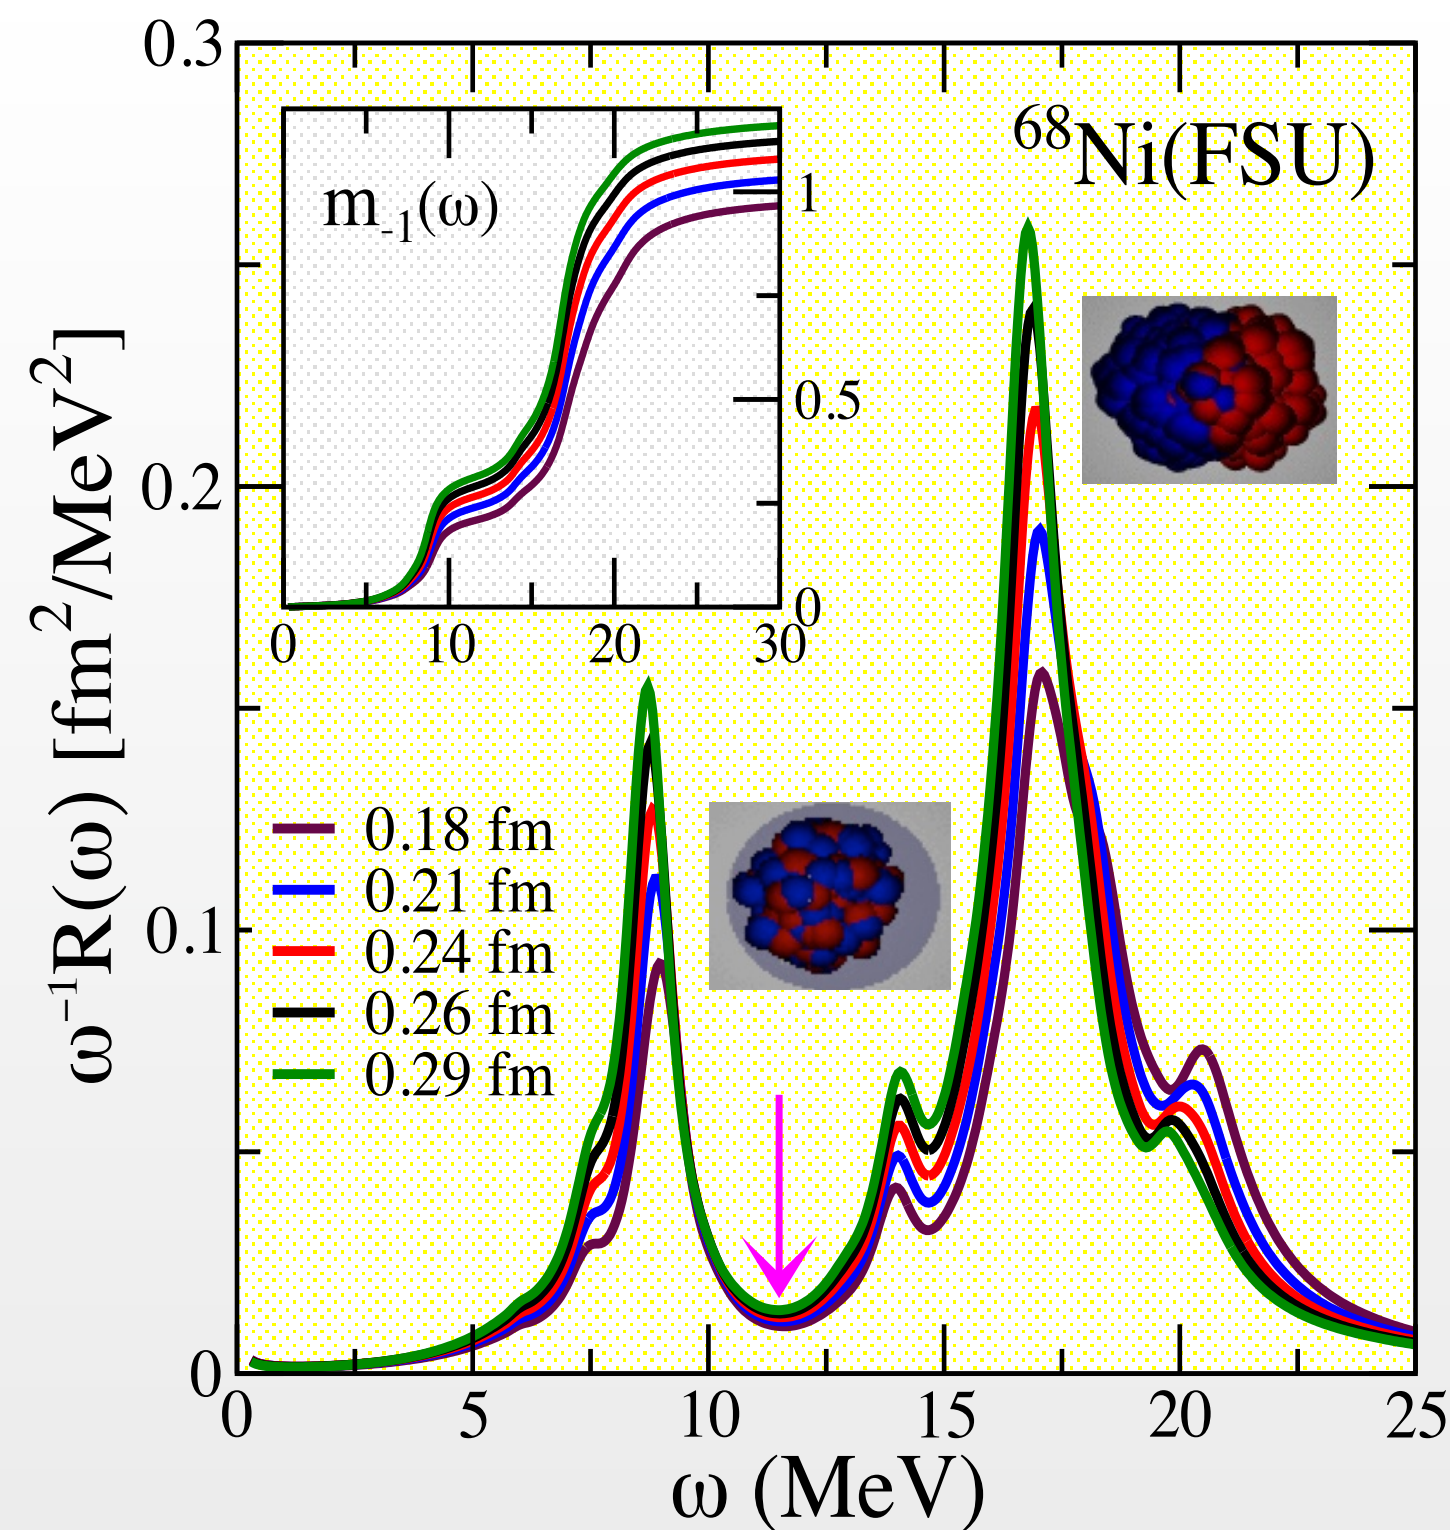 0.3
0.2
0.1
0
ω⁻¹R(ω) [fm²/MeV²]
⁶⁸Ni(FSU)
m₋₁(ω)
1
0.5
0
0 10 20 30
0.18 fm
0.21 fm
0.24 fm
0.26 fm
0.29 fm
0 5 10 15 20 25
ω (MeV)